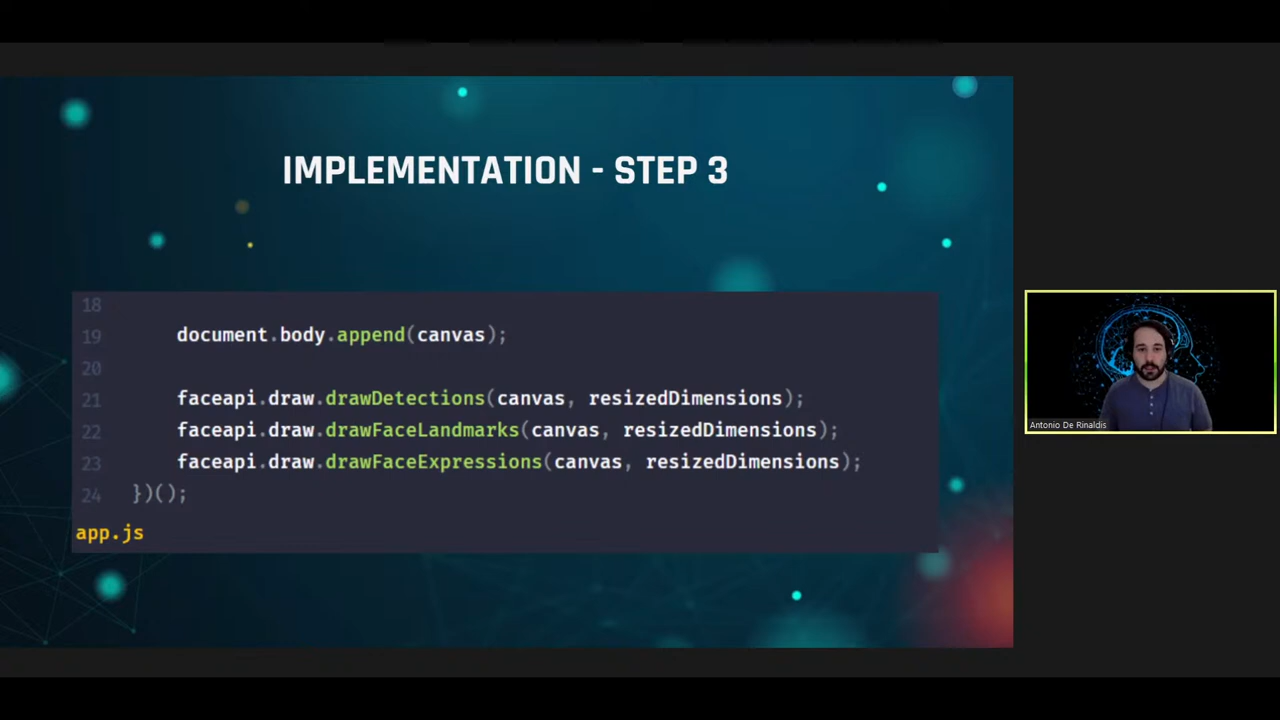 IMPLEMENTATION - STEP 3
18
19 document.body.append(canvas);
20
21 faceapi.draw.drawDetections(canvas, resizedDimensions);
22 faceapi.draw.drawFaceLandmarks(canvas, resizedDimensions);
23 faceapi.draw.drawFaceExpressions(canvas, resizedDimensions);
24 })();
app.js
Antonio De Rinaldis